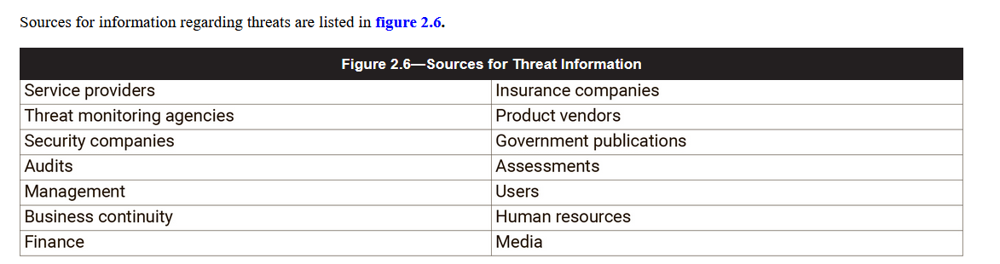 Sources for information regarding threats are listed in figure 2.6.
Figure 2.6—Sources for Threat Information
Service providers Insurance companies
Threat monitoring agencies Product vendors
Security companies Government publications
Audits Assessments
Management Users
Business continuity Human resources
Finance Media